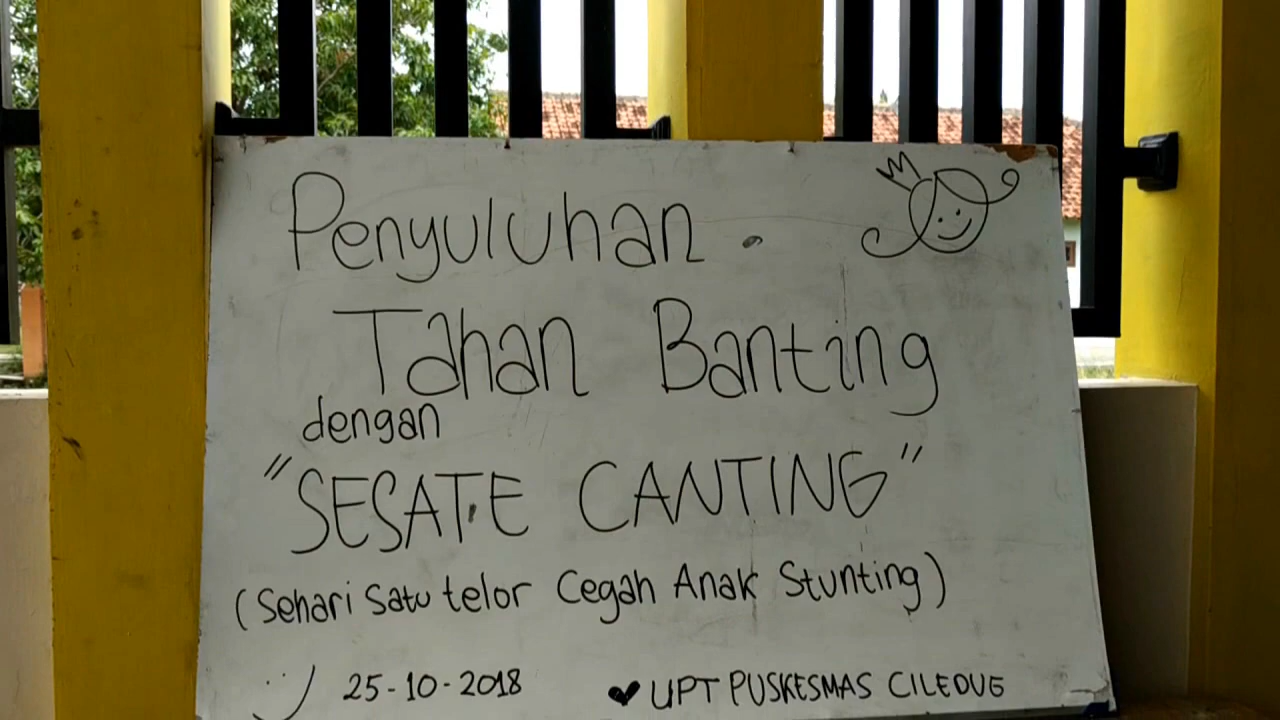 Penyuluhan
Tahan Banting
dengan
"SESATE CANTING"
(Sehari Satu telor Cegah Anak Stunting)
25-10-2018 ♥ UPT PUSKESMAS CILEDUG